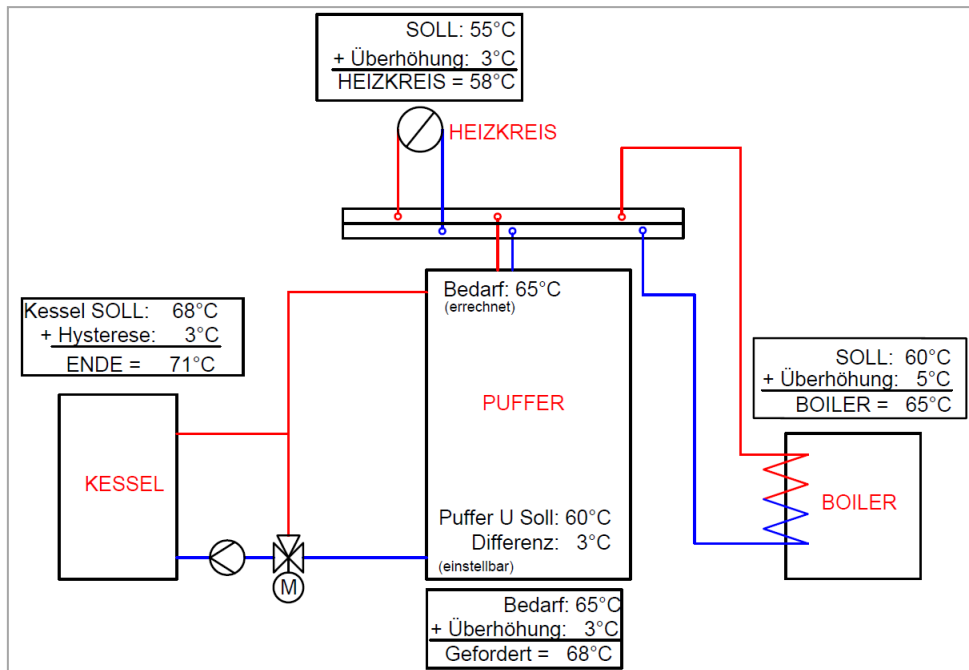 SOLL: 55°C
+ Überhöhung: 3°C
HEIZKREIS = 58°C
HEIZKREIS
Bedarf: 65°C
(errechnet)
Kessel SOLL: 68°C
+ Hysterese: 3°C
ENDE = 71°C
SOLL: 60°C
+ Überhöhung: 5°C
BOILER = 65°C
PUFFER
KESSEL
BOILER
Puffer U Soll: 60°C
Differenz: 3°C
(einstellbar)
M
Bedarf: 65°C
+ Überhöhung: 3°C
Gefordert = 68°C